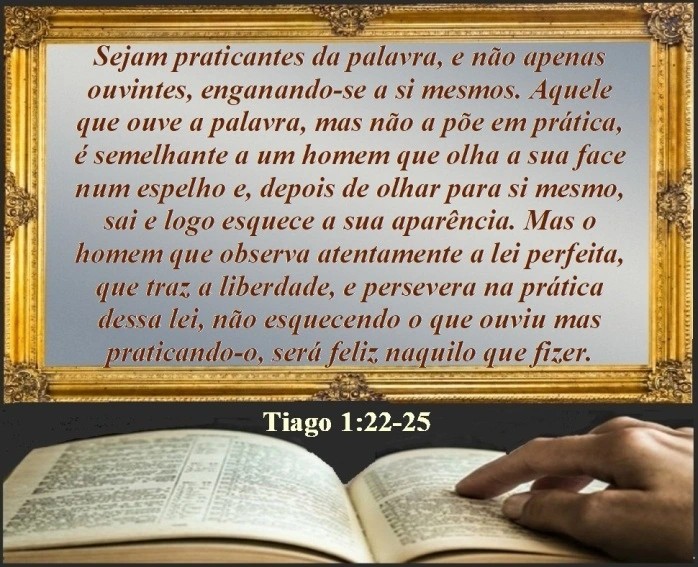 Sejam praticantes da palavra, e não apenas
ouvintes, enganando-se a si mesmos. Aquele
que ouve a palavra, mas não a põe em prática,
é semelhante a um homem que olha a sua face
num espelho e, depois de olhar para si mesmo,
sai e logo esquece a sua aparência. Mas o
homem que observa atentamente a lei perfeita,
que traz a liberdade, e persevera na prática
dessa lei, não esquecendo o que ouviu mas
praticando-o, será feliz naquilo que fizer.
Tiago 1:22-25